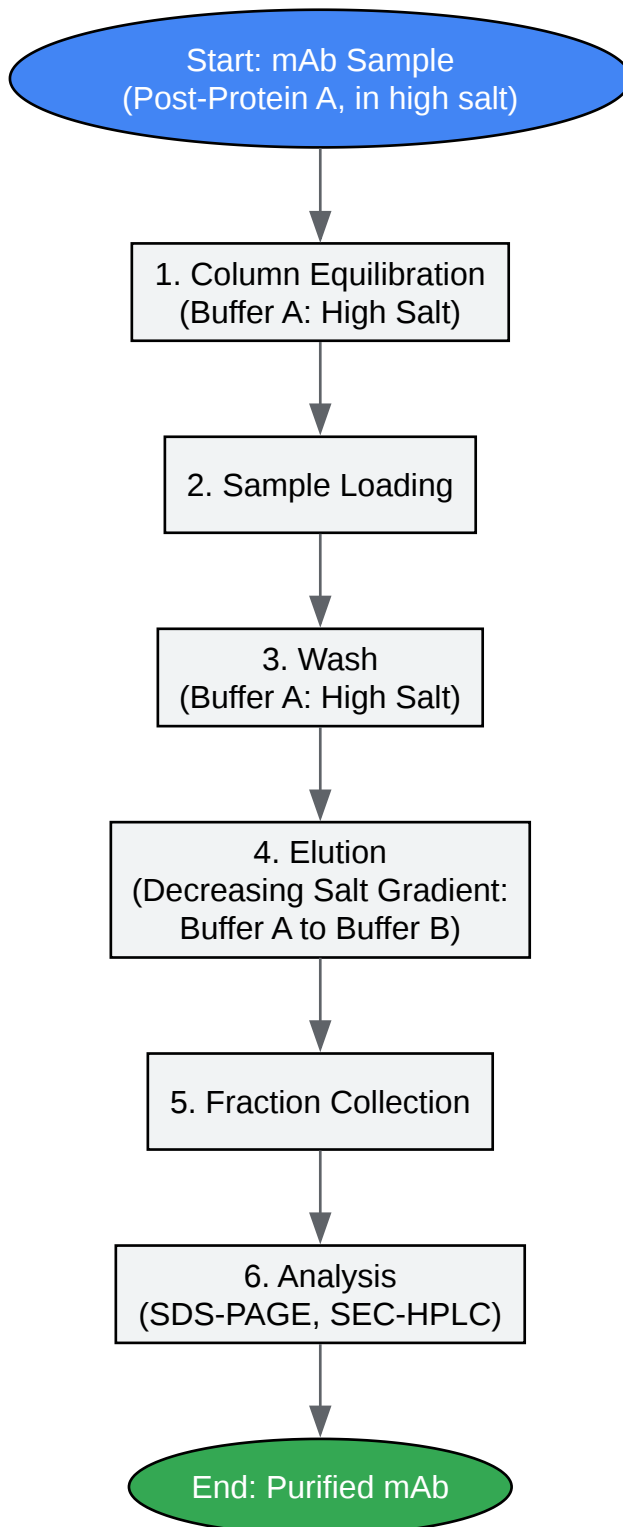 Start: mAb Sample
(Post-Protein A, in high salt)
1. Column Equilibration
(Buffer A: High Salt)
2. Sample Loading
3. Wash
(Buffer A: High Salt)
4. Elution
(Decreasing Salt Gradient:
Buffer A to Buffer B)
5. Fraction Collection
6. Analysis
(SDS-PAGE, SEC-HPLC)
End: Purified mAb